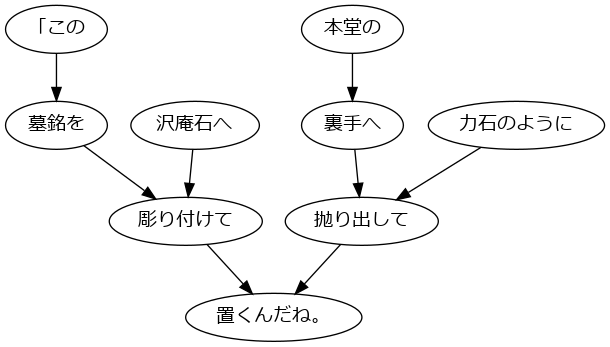 「この
本堂の
墓銘を
沢庵石へ
裏手へ
力石のように
彫り付けて
抛り出して
置くんだね。